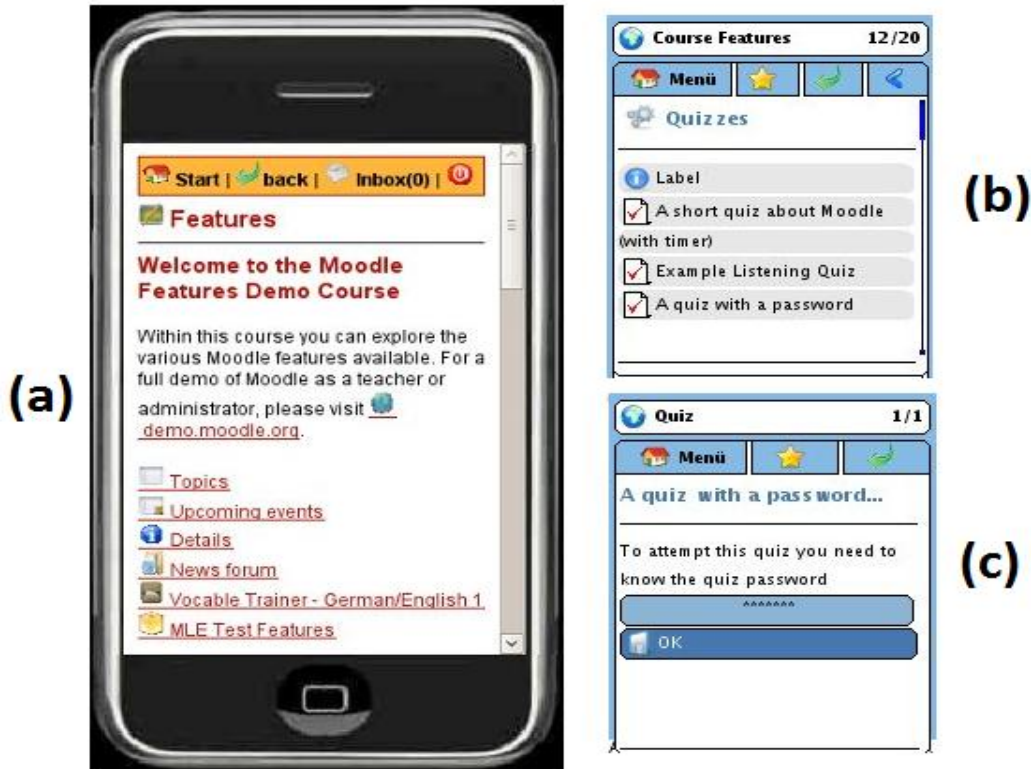 (a)
Start | back | Inbox(0) |
Features
Welcome to the Moodle
Features Demo Course
Within this course you can explore the
various Moodle features available. For a
full demo of Moodle as a teacher or
administrator, please visit
demo.moodle.org.
Topics
Upcoming events
Details
News forum
Vocable Trainer - German/English 1
MLE Test Features
Course Features 12/20
Menü
Quizzes
Label
A short quiz about Moodle
(with timer)
Example Listening Quiz
A quiz with a password
(b)
Quiz 1/1
Menü
A quiz with a password...
To attempt this quiz you need to
know the quiz password
*******
OK
(c)